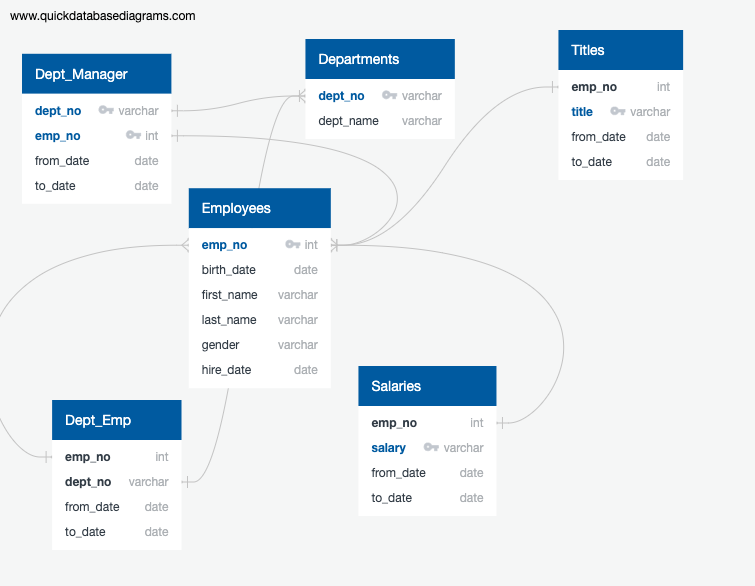 www.quickdatabasediagrams.com
Dept_Manager
dept_no varchar
emp_no int
from_date date
to_date date
Departments
dept_no varchar
dept_name varchar
Titles
emp_no int
title varchar
from_date date
to_date date
Employees
emp_no int
birth_date date
first_name varchar
last_name varchar
gender varchar
hire_date date
Dept_Emp
emp_no int
dept_no varchar
from_date date
to_date date
Salaries
emp_no int
salary varchar
from_date date
to_date date